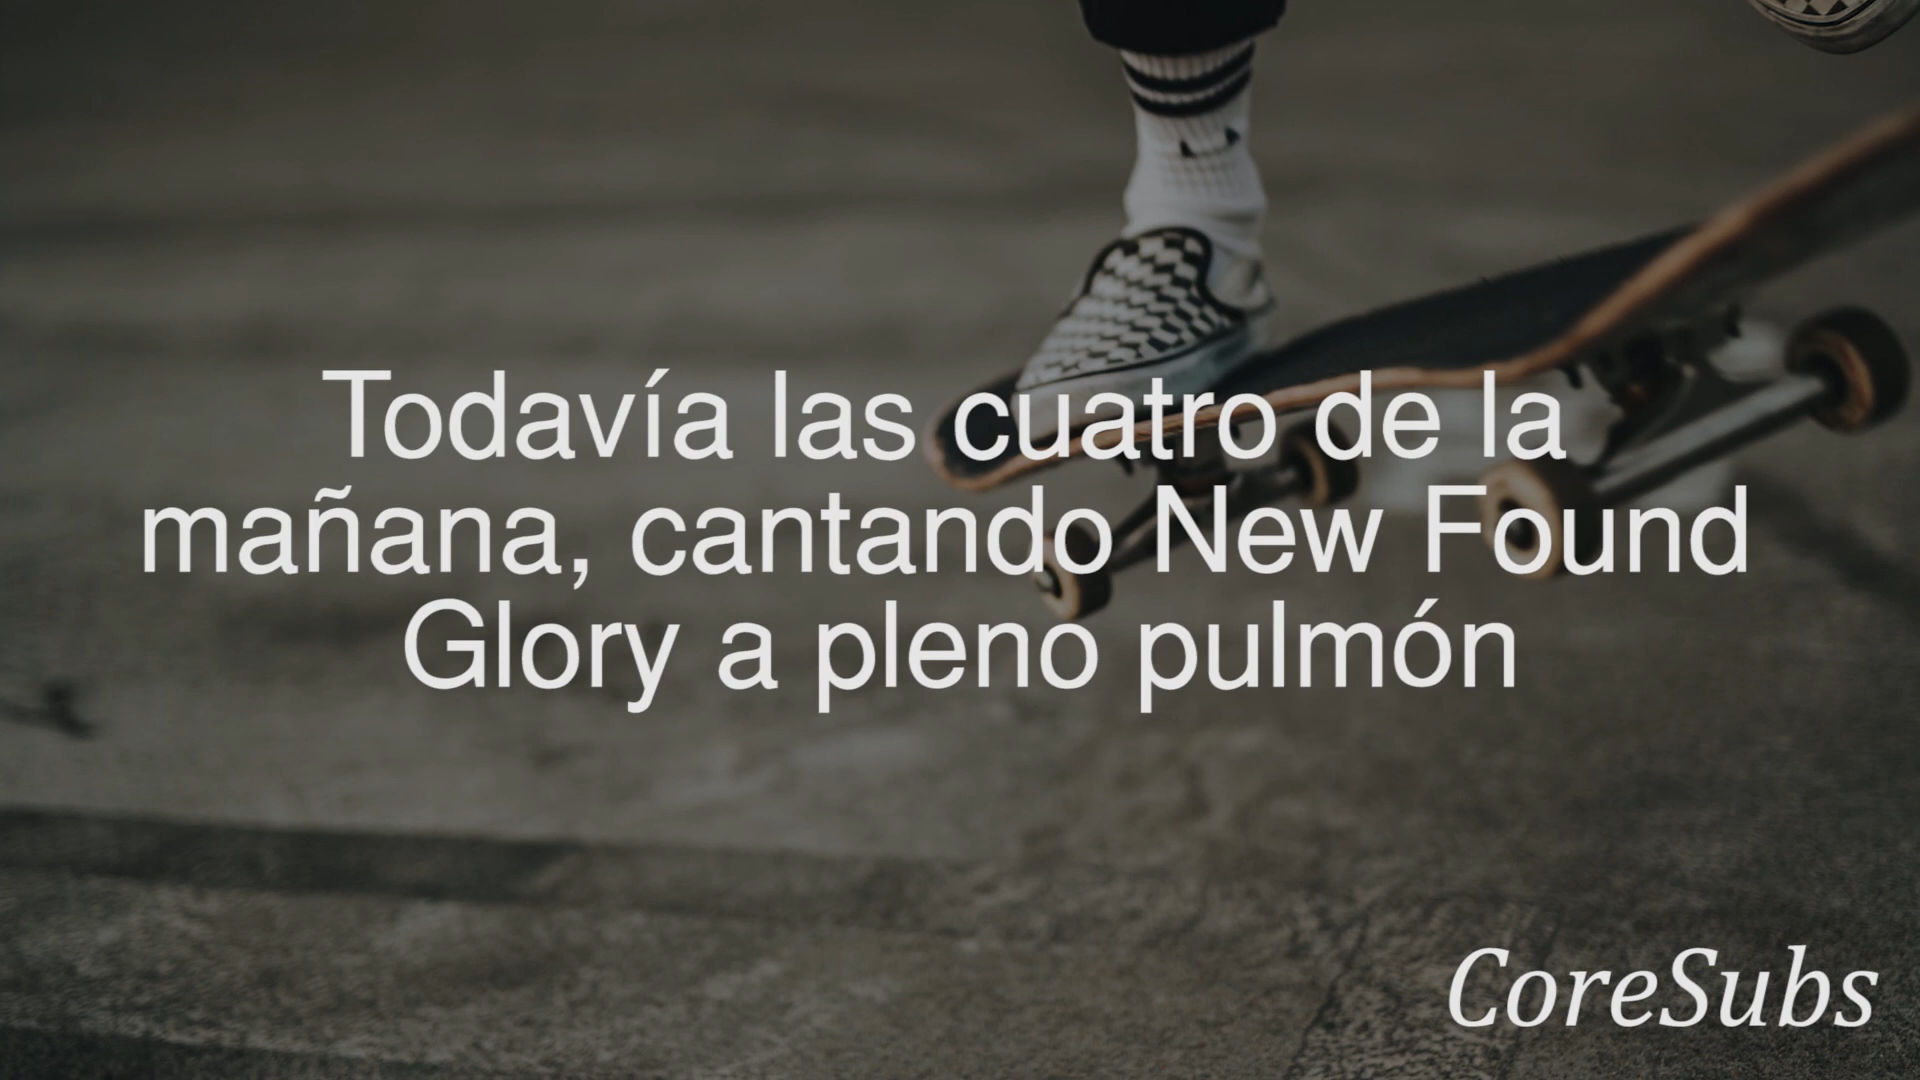 Todavía las cuatro de la
mañana, cantando New Found
Glory a pleno pulmón
CoreSubs